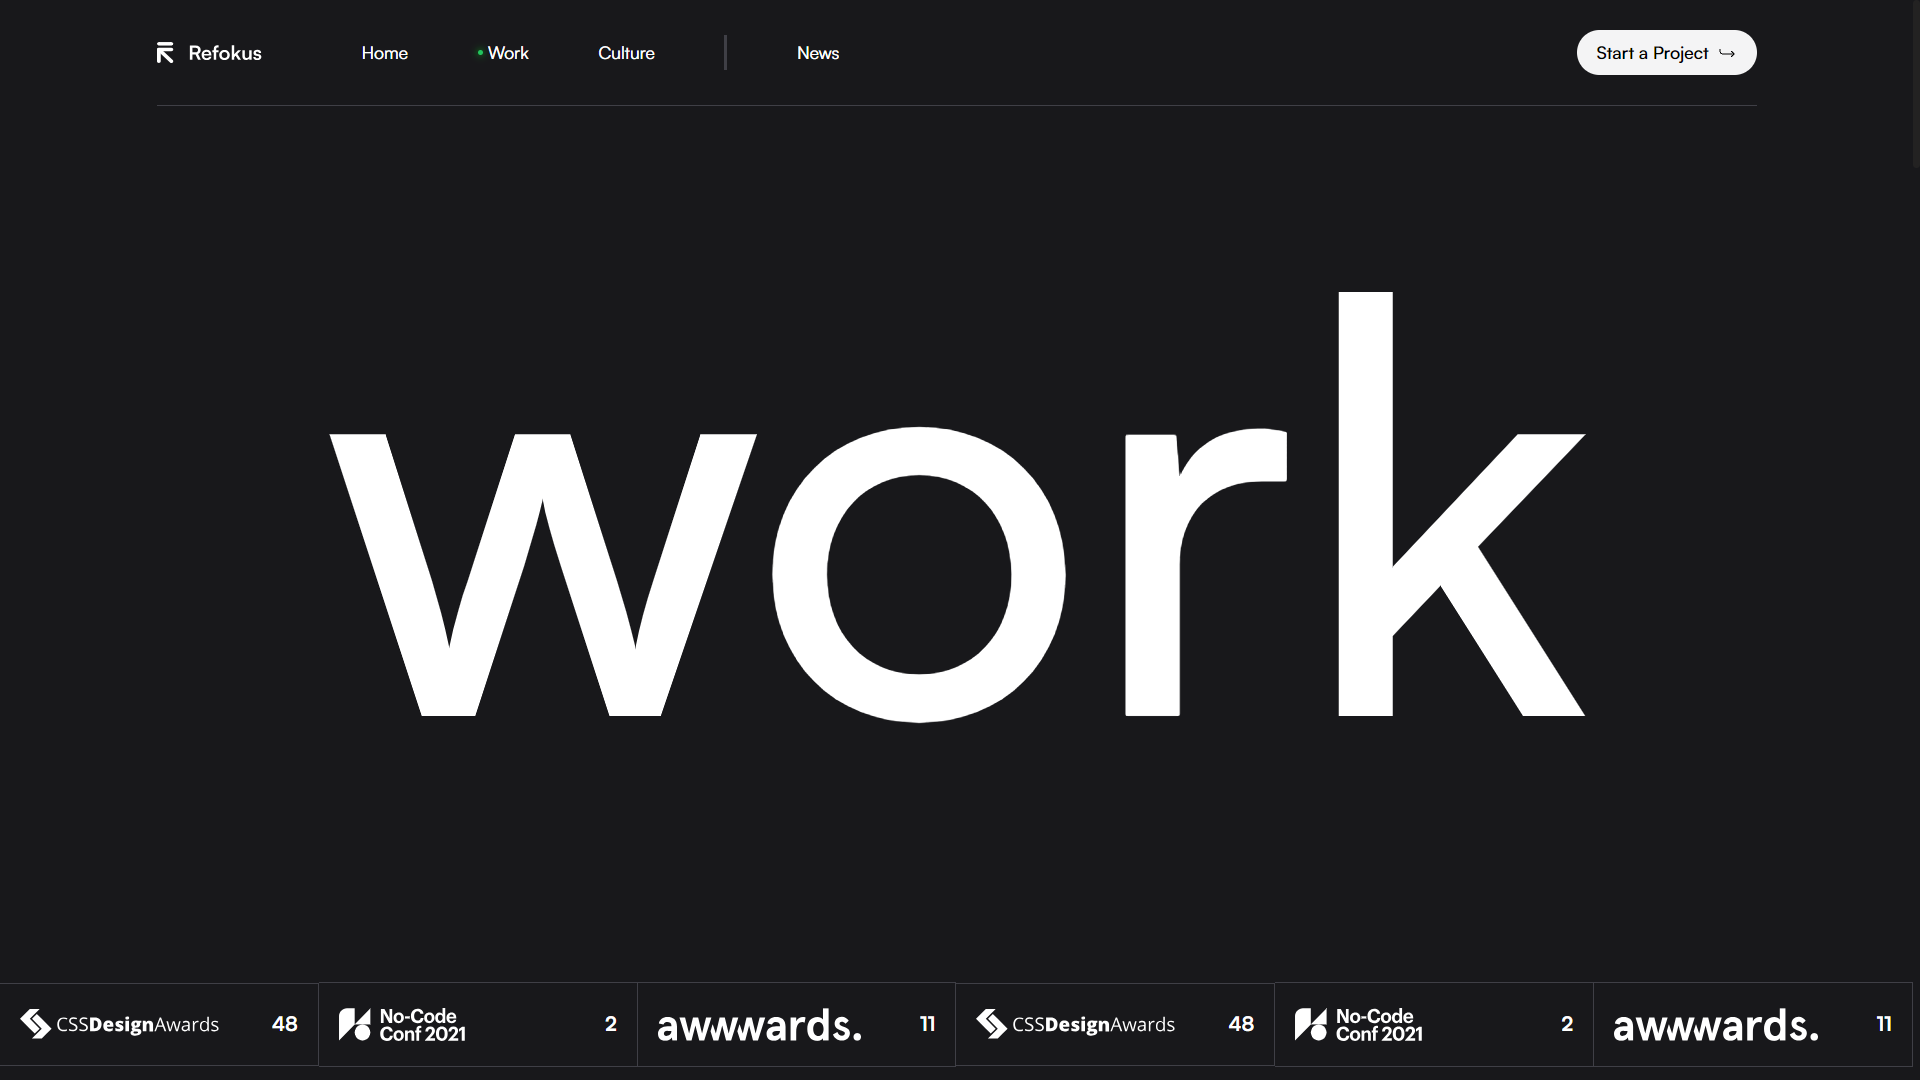 Refokus Home Work Culture News Start a Project
work
CSSDesignAwards 48 No-Code Conf 2021 2 awwwards. 11 CSSDesignAwards 48 No-Code Conf 2021 2 awwwards. 11